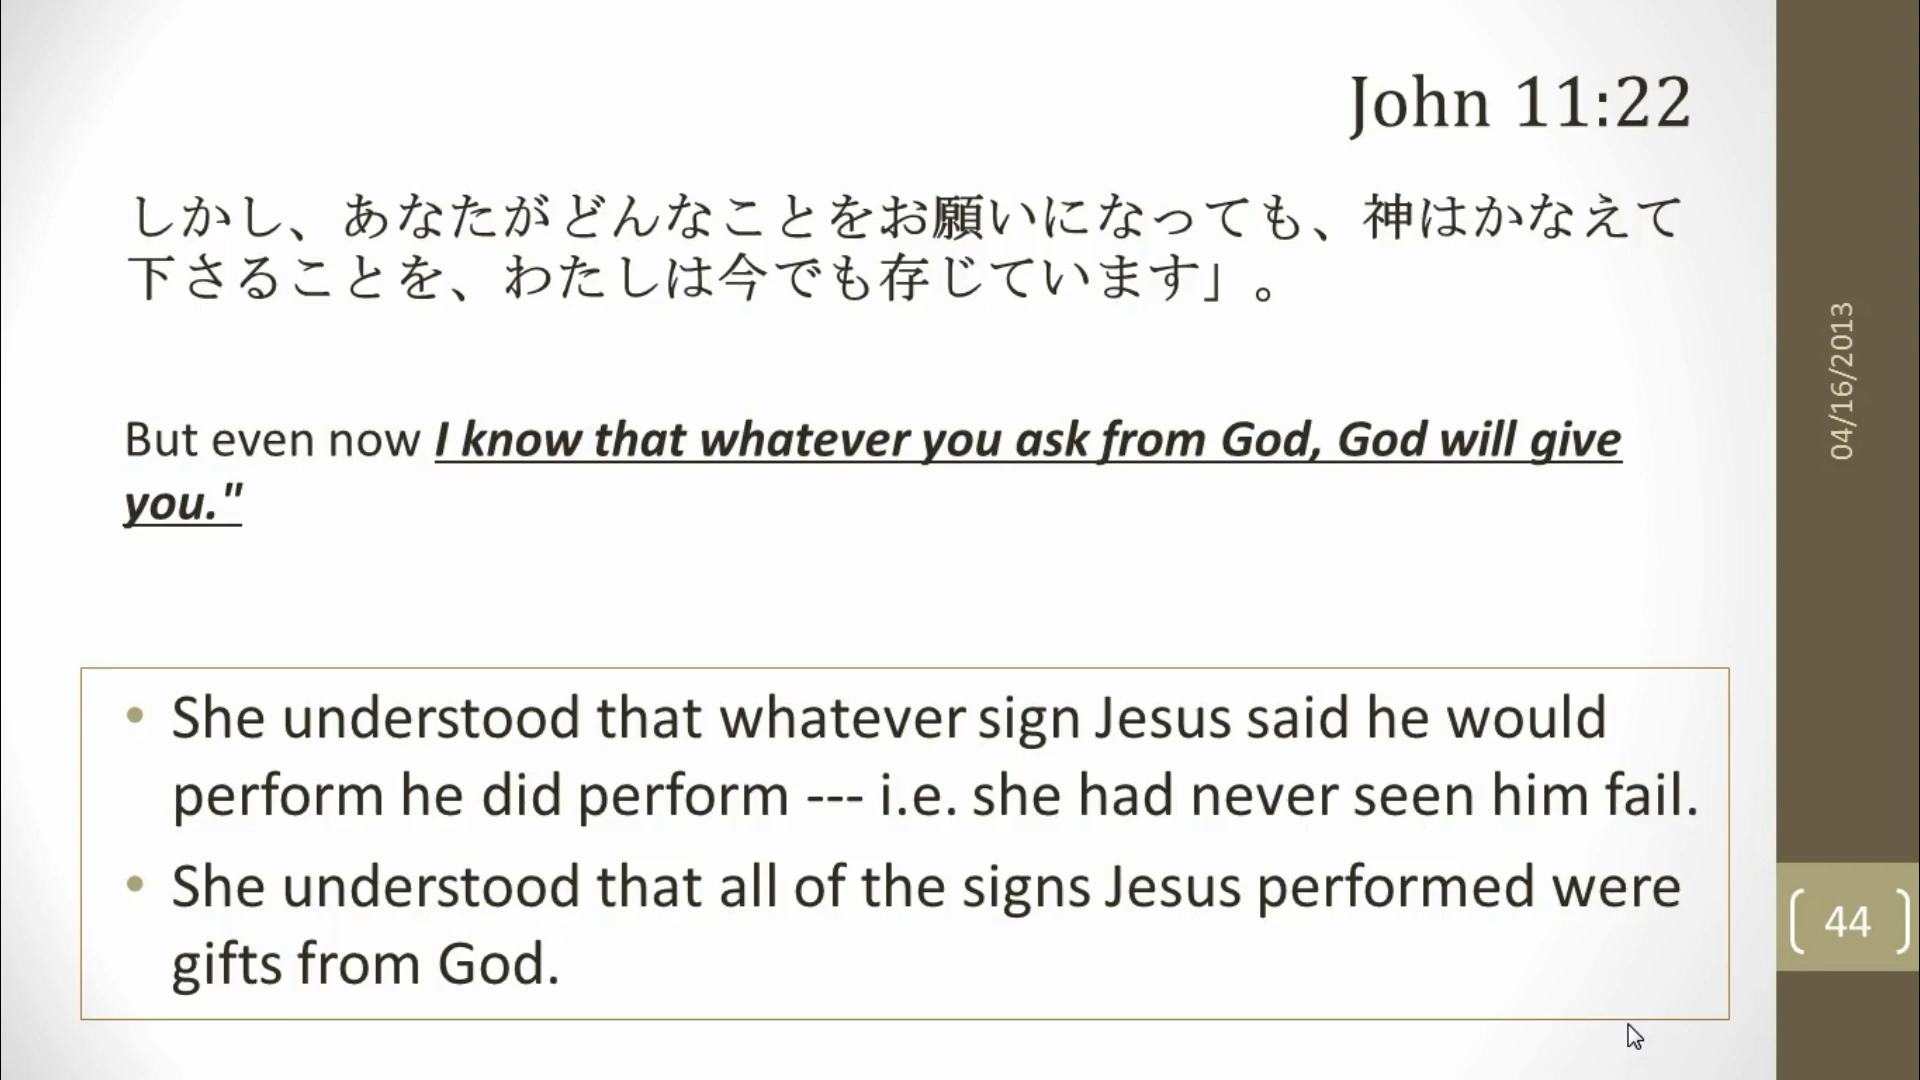 John 11:22
しかし、あなたがどんなことをお願いになっても、神はかなえて
下さることを、わたしは今でも存じています」。
But even now I know that whatever you ask from God, God will give
you."
• She understood that whatever sign Jesus said he would
perform he did perform --- i.e. she had never seen him fail.
• She understood that all of the signs Jesus performed were
gifts from God.
04/16/2013
44